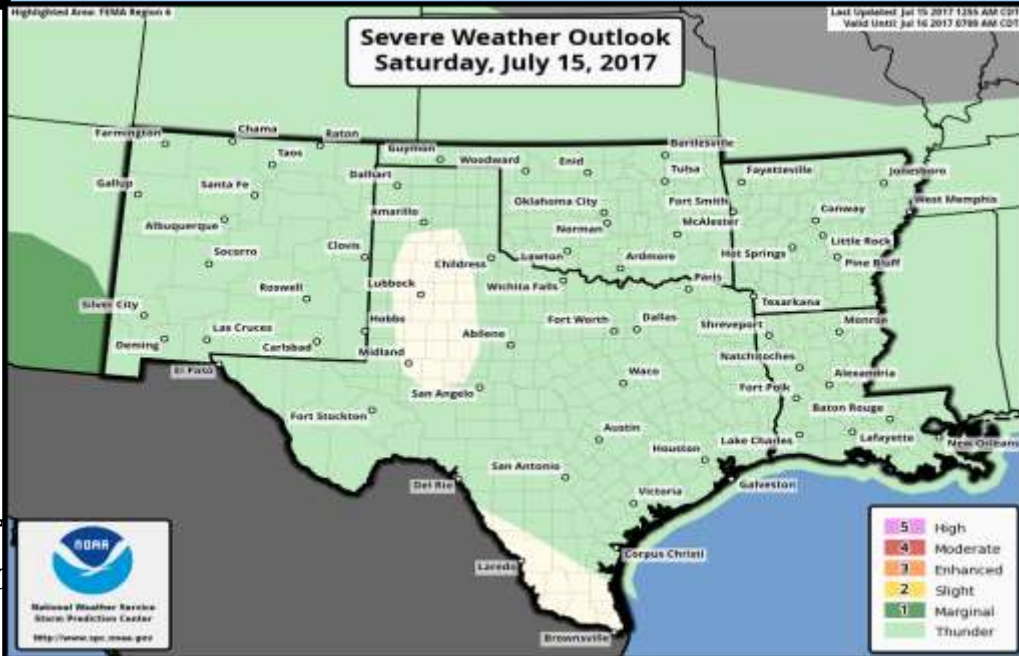 Highlighted Area: FEMA Region 6
Last Updated: Jul 15 2017 1255 AM CDT
Valid Until: Jul 16 2017 0700 AM CDT
Severe Weather Outlook
Saturday, July 15, 2017
Farmington
Chama
Raton
Taos
Gallup
Santa Fe
Albuquerque
Socorro
Clovis
Roswell
Silver City
Deming
Las Cruces
Carlsbad
Hobbs
El Paso
Guymon
Woodward
Enid
Bartlesville
Tulsa
Oklahoma City
Norman
Fort Smith
McAlester
Lawton
Ardmore
Fayetteville
Jonesboro
Conway
West Memphis
Little Rock
Hot Springs
Pine Bluff
Texarkana
Dalhart
Amarillo
Childress
Lubbock
Wichita Falls
Paris
Abilene
Fort Worth
Dallas
Midland
San Angelo
Waco
Fort Stockton
Austin
Houston
San Antonio
Del Rio
Victoria
Galveston
Corpus Christi
Laredo
Brownsville
Shreveport
Monroe
Natchitoches
Alexandria
Fort Polk
Baton Rouge
Lake Charles
Lafayette
New Orleans
NOAA
National Weather Service
Storm Prediction Center
http://www.spc.noaa.gov
5 High
4 Moderate
3 Enhanced
2 Slight
1 Marginal
Thunder